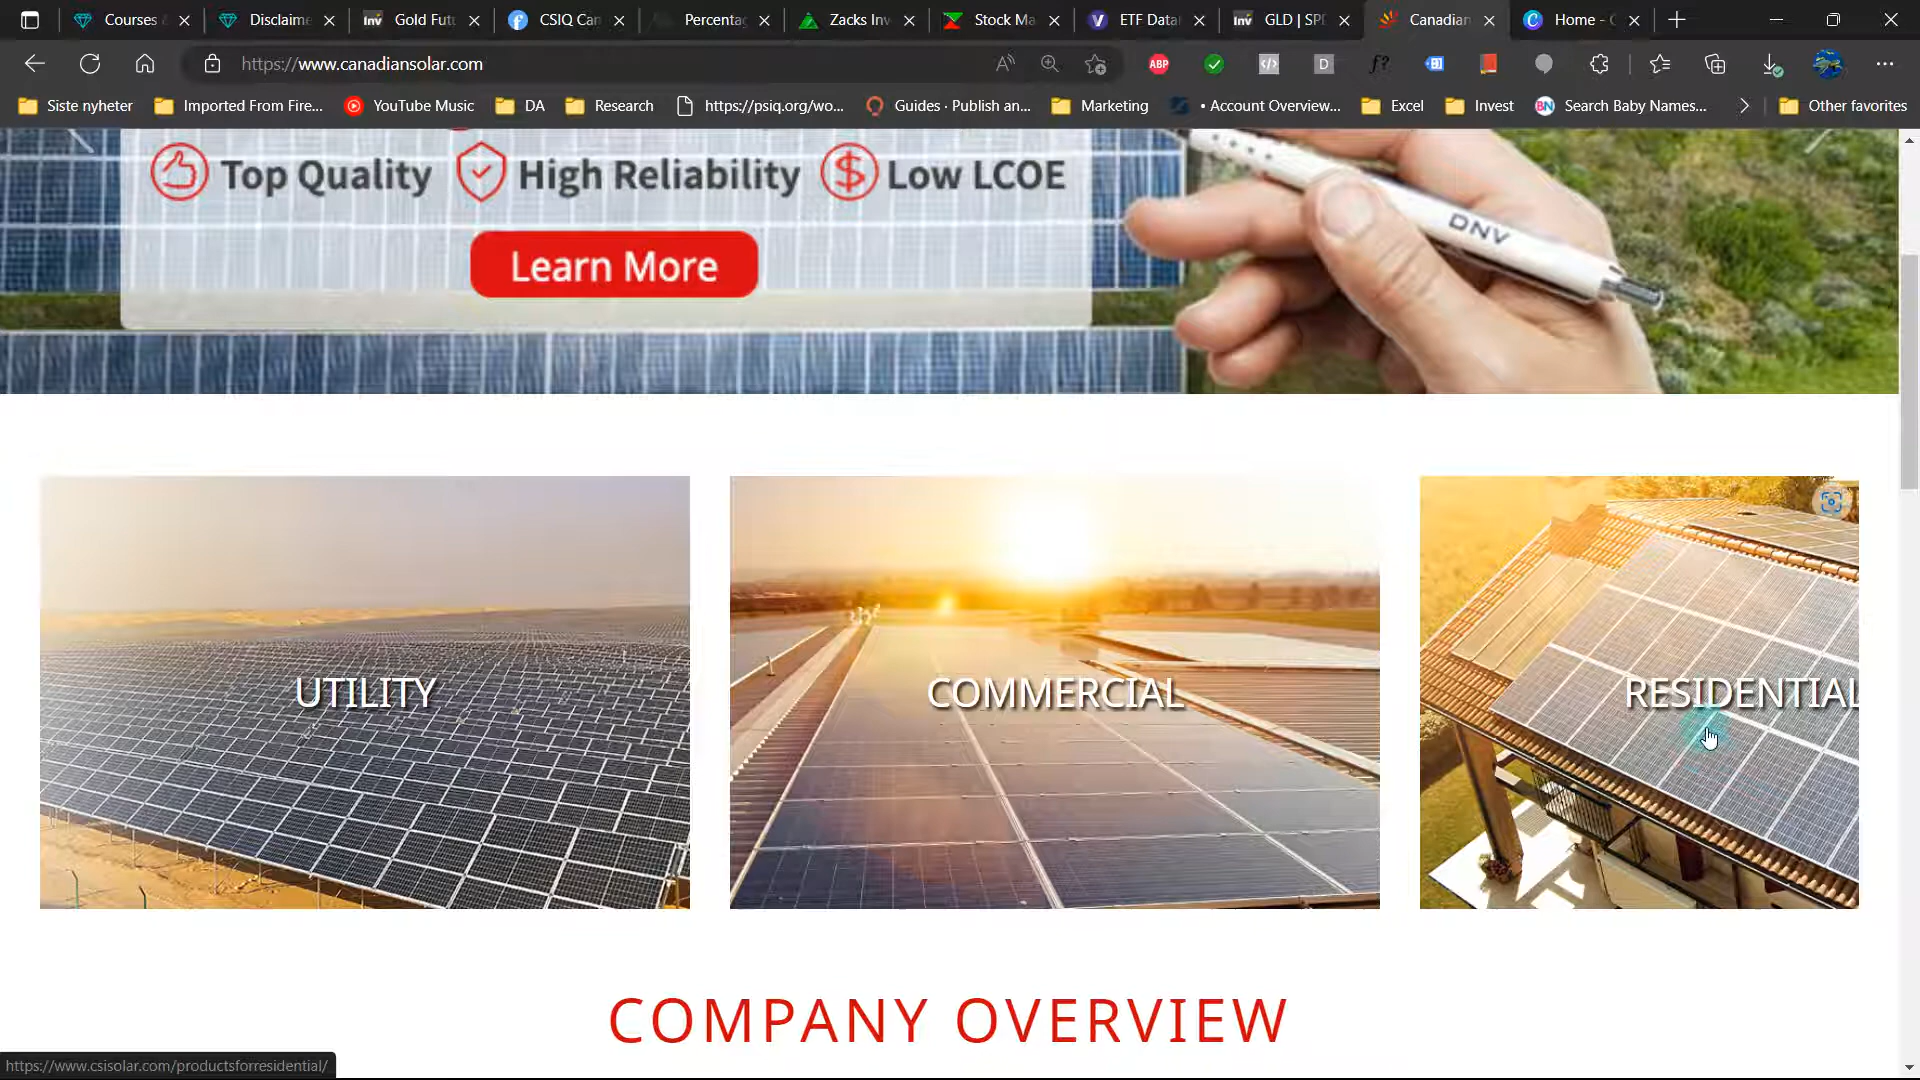 Courses
Disclaime
Gold Futu
CSIQ Can
Percentag
Zacks Inv
Stock Ma
ETF Datal
GLD | SPD
Canadian
Home - C
https://www.canadiansolar.com
Siste nyheter
Imported From Fire...
YouTube Music
DA
Research
https://psiq.org/wo...
Guides · Publish an...
Marketing
• Account Overview...
Excel
Invest
Search Baby Names...
Other favorites
Top Quality
High Reliability
Low LCOE
DNV
Learn More
UTILITY
COMMERCIAL
RESIDENTIAL
COMPANY OVERVIEW
https://www.csisolar.com/productsforresidential/